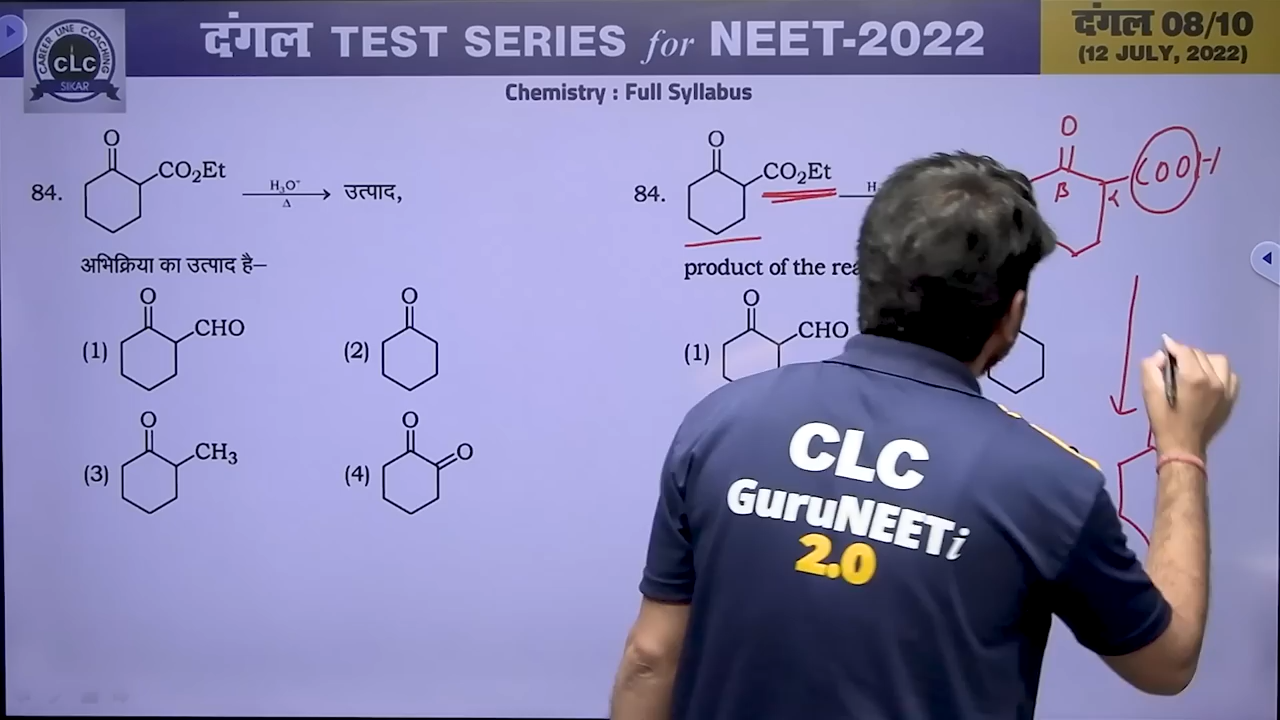 CAREER LINE COACHING
CLC
SIKAR
दंगल TEST SERIES for NEET-2022
दंगल 08/10
(12 JULY, 2022)
Chemistry : Full Syllabus
84.
O
CO₂Et
H₃O⁺
Δ
उत्पाद,
अभिक्रिया का उत्पाद है–
(1)
O
CHO
(2)
O
(3)
O
CH₃
(4)
O
O
84.
O
CO₂Et
H
product of the rea
(1)
O
CHO
O
β
α
COOH
CLC
GuruNEETi
2.0